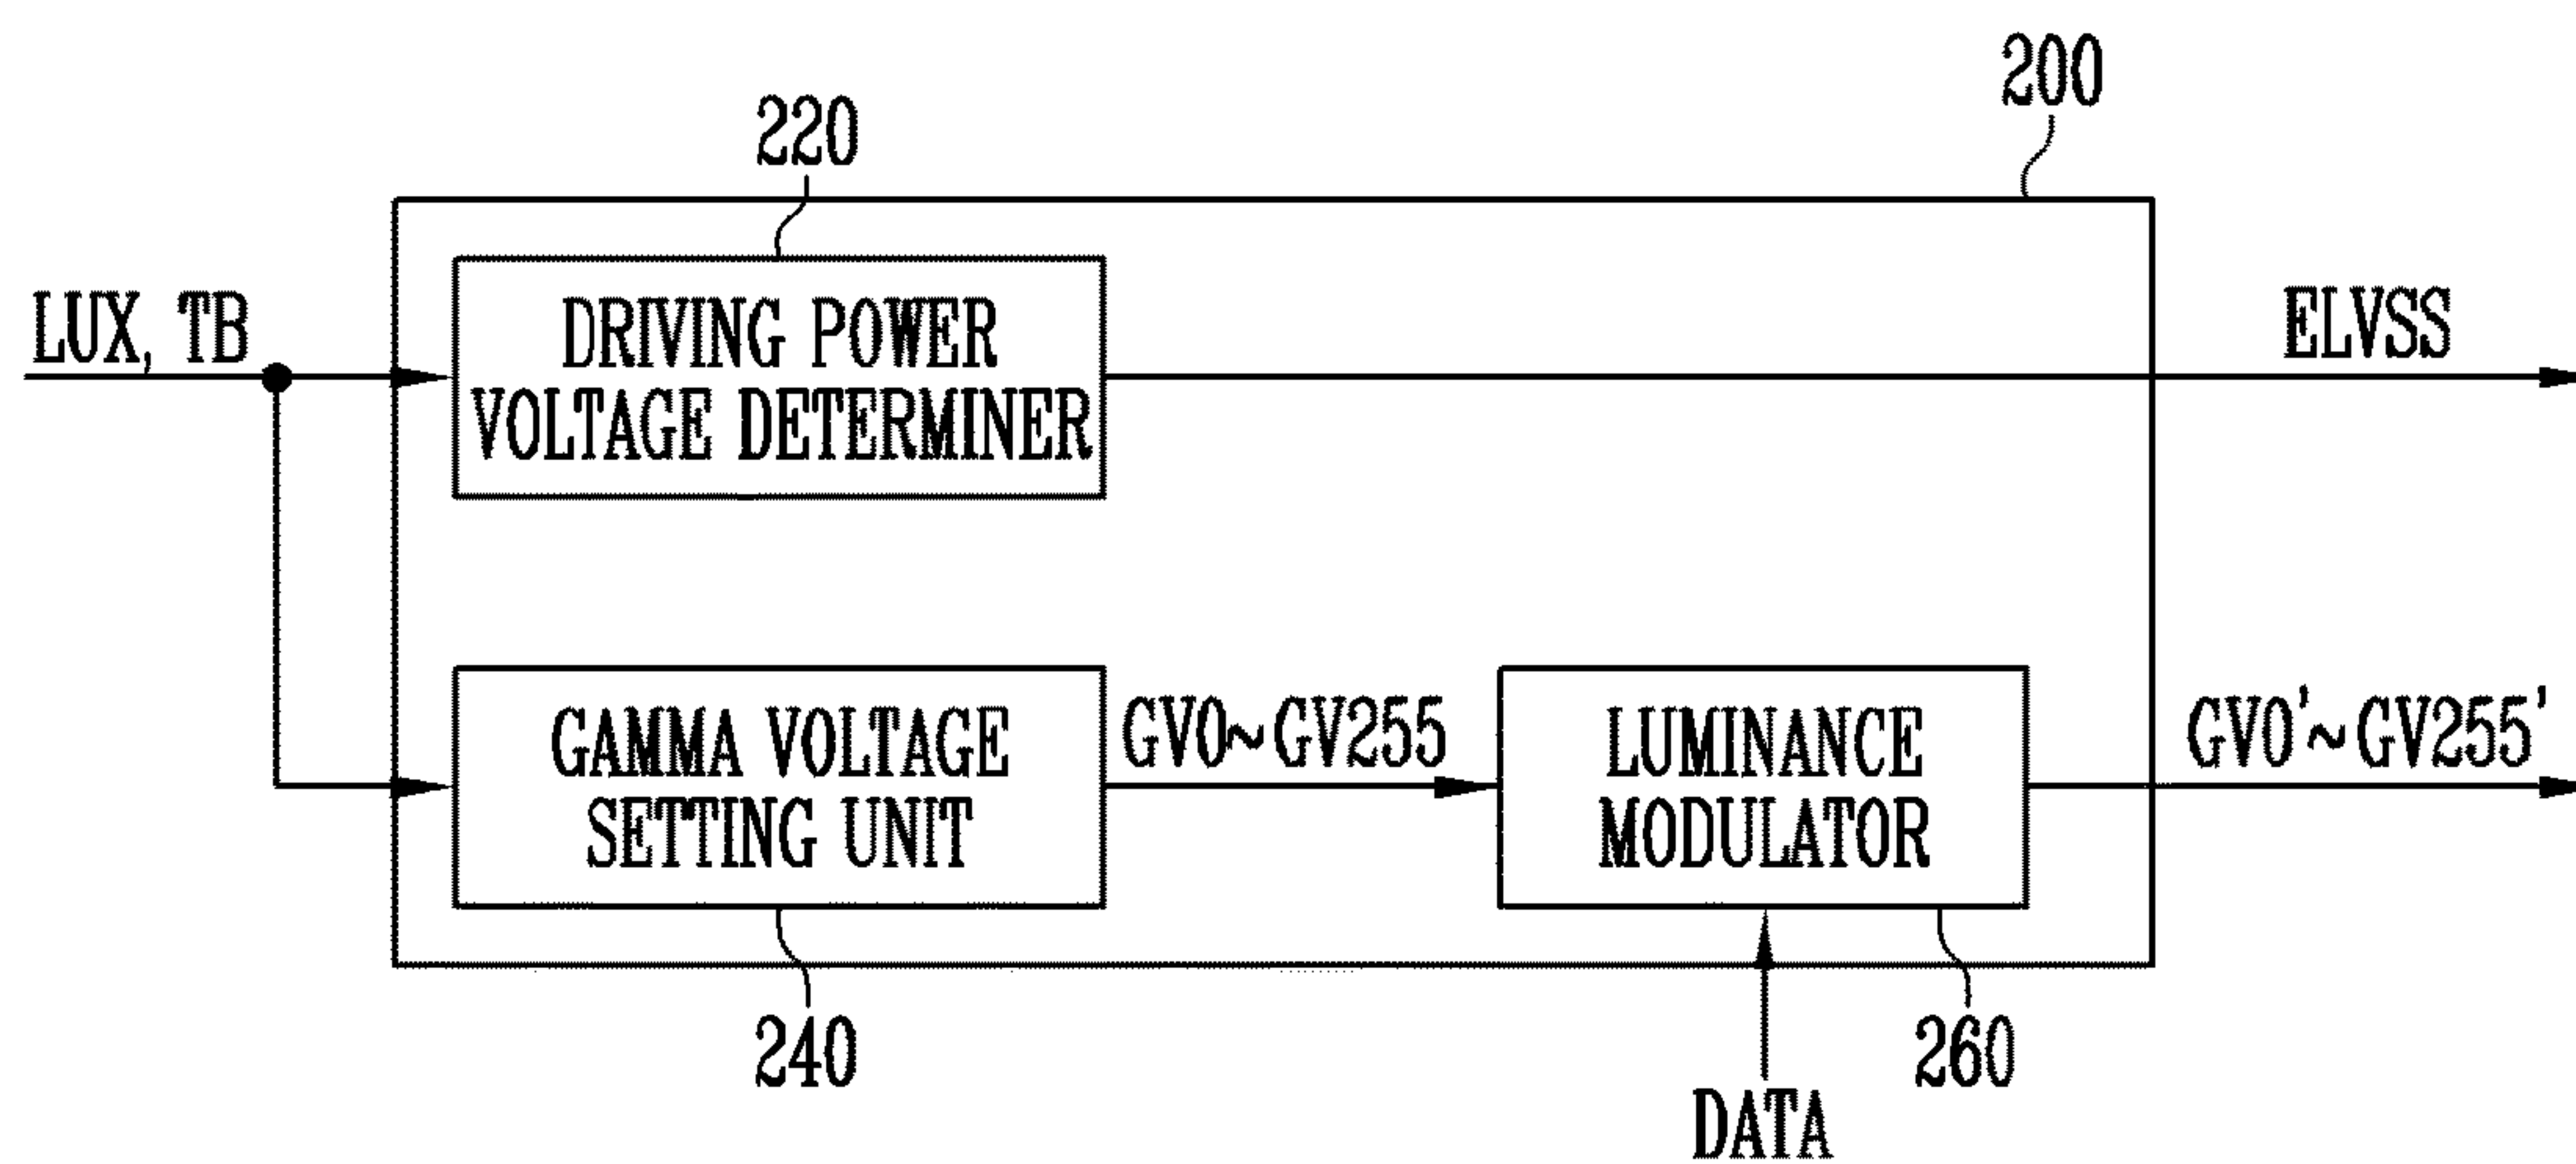 200
220
LUX, TB
DRIVING POWER
VOLTAGE DETERMINER
ELVSS
GAMMA VOLTAGE
SETTING UNIT
GV0~GV255
LUMINANCE
MODULATOR
GV0'~GV255'
240
260
DATA